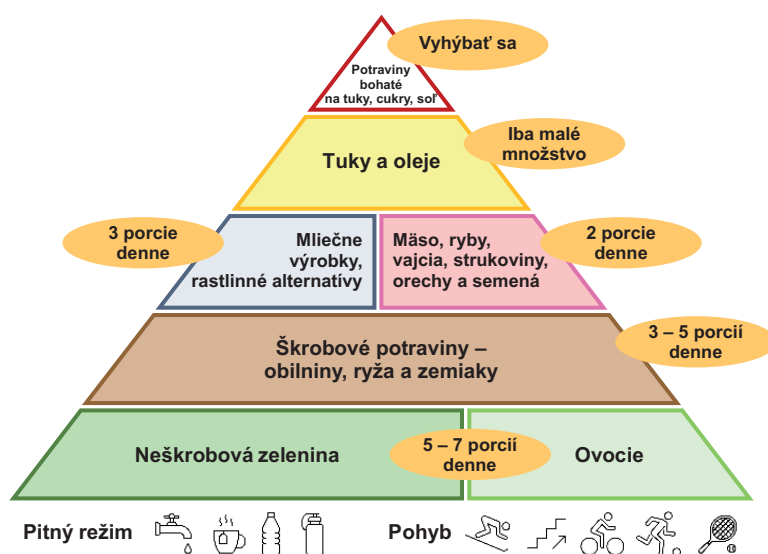 Vyhýbať sa
Potraviny
bohaté
na tuky, cukry, soľ
Iba malé
množstvo
Tuky a oleje
3 porcie
denne
Mliečne
výrobky,
rastlinné alternatívy
Mäso, ryby,
vajcia, strukoviny,
orechy a semená
2 porcie
denne
3 – 5 porcií
denne
Škrobové potraviny –
obilniny, ryža a zemiaky
Neškrobová zelenina
5 – 7 porcií
denne
Ovocie
Pitný režim
Pohyb